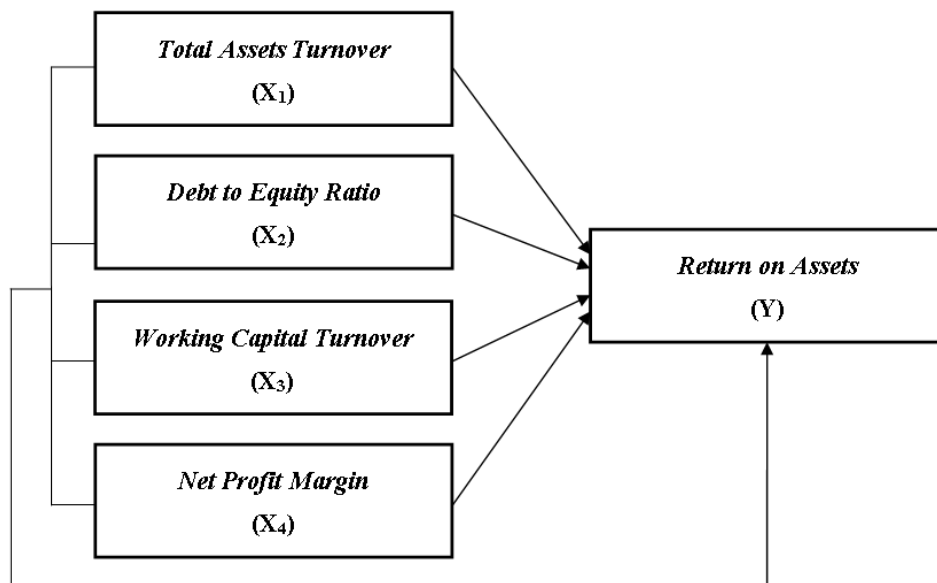 Total Assets Turnover
(X₁)
Debt to Equity Ratio
(X₂)
Working Capital Turnover
(X₃)
Net Profit Margin
(X₄)
Return on Assets
(Y)